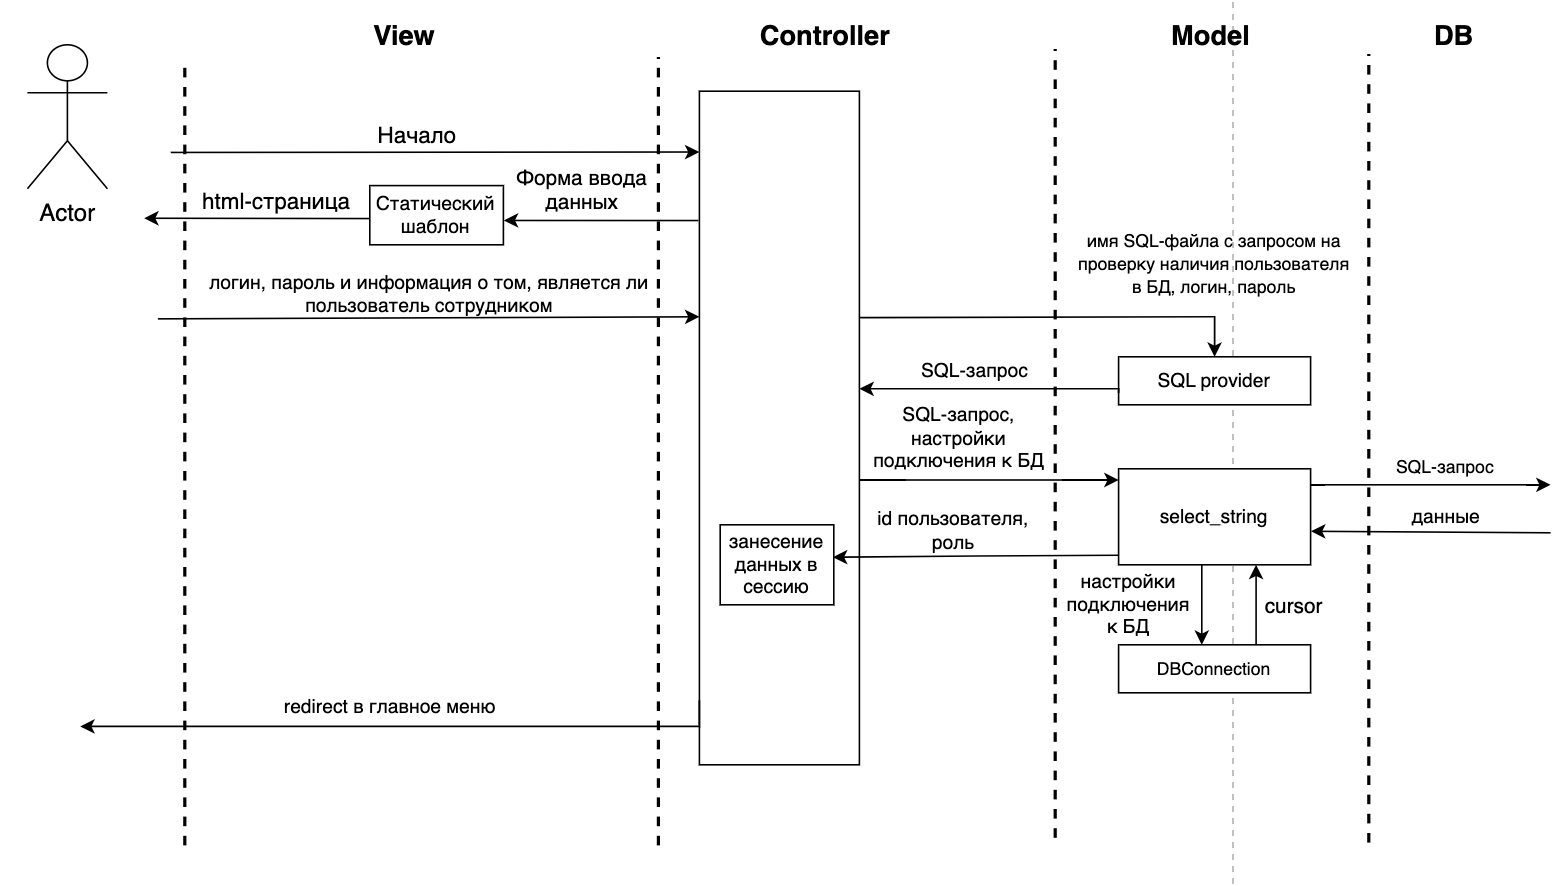 View
Controller
Model
DB
Actor
Начало
Форма ввода
данных
Статический
шаблон
html-страница
логин, пароль и информация о том, является ли
пользователь сотрудником
имя SQL-файла с запросом на
проверку наличия пользователя
в БД, логин, пароль
SQL provider
SQL-запрос
SQL-запрос,
настройки
подключения к БД
select_string
SQL-запрос
данные
id пользователя,
роль
занесение
данных в
сессию
настройки
подключения
к БД
cursor
DBConnection
redirect в главное меню